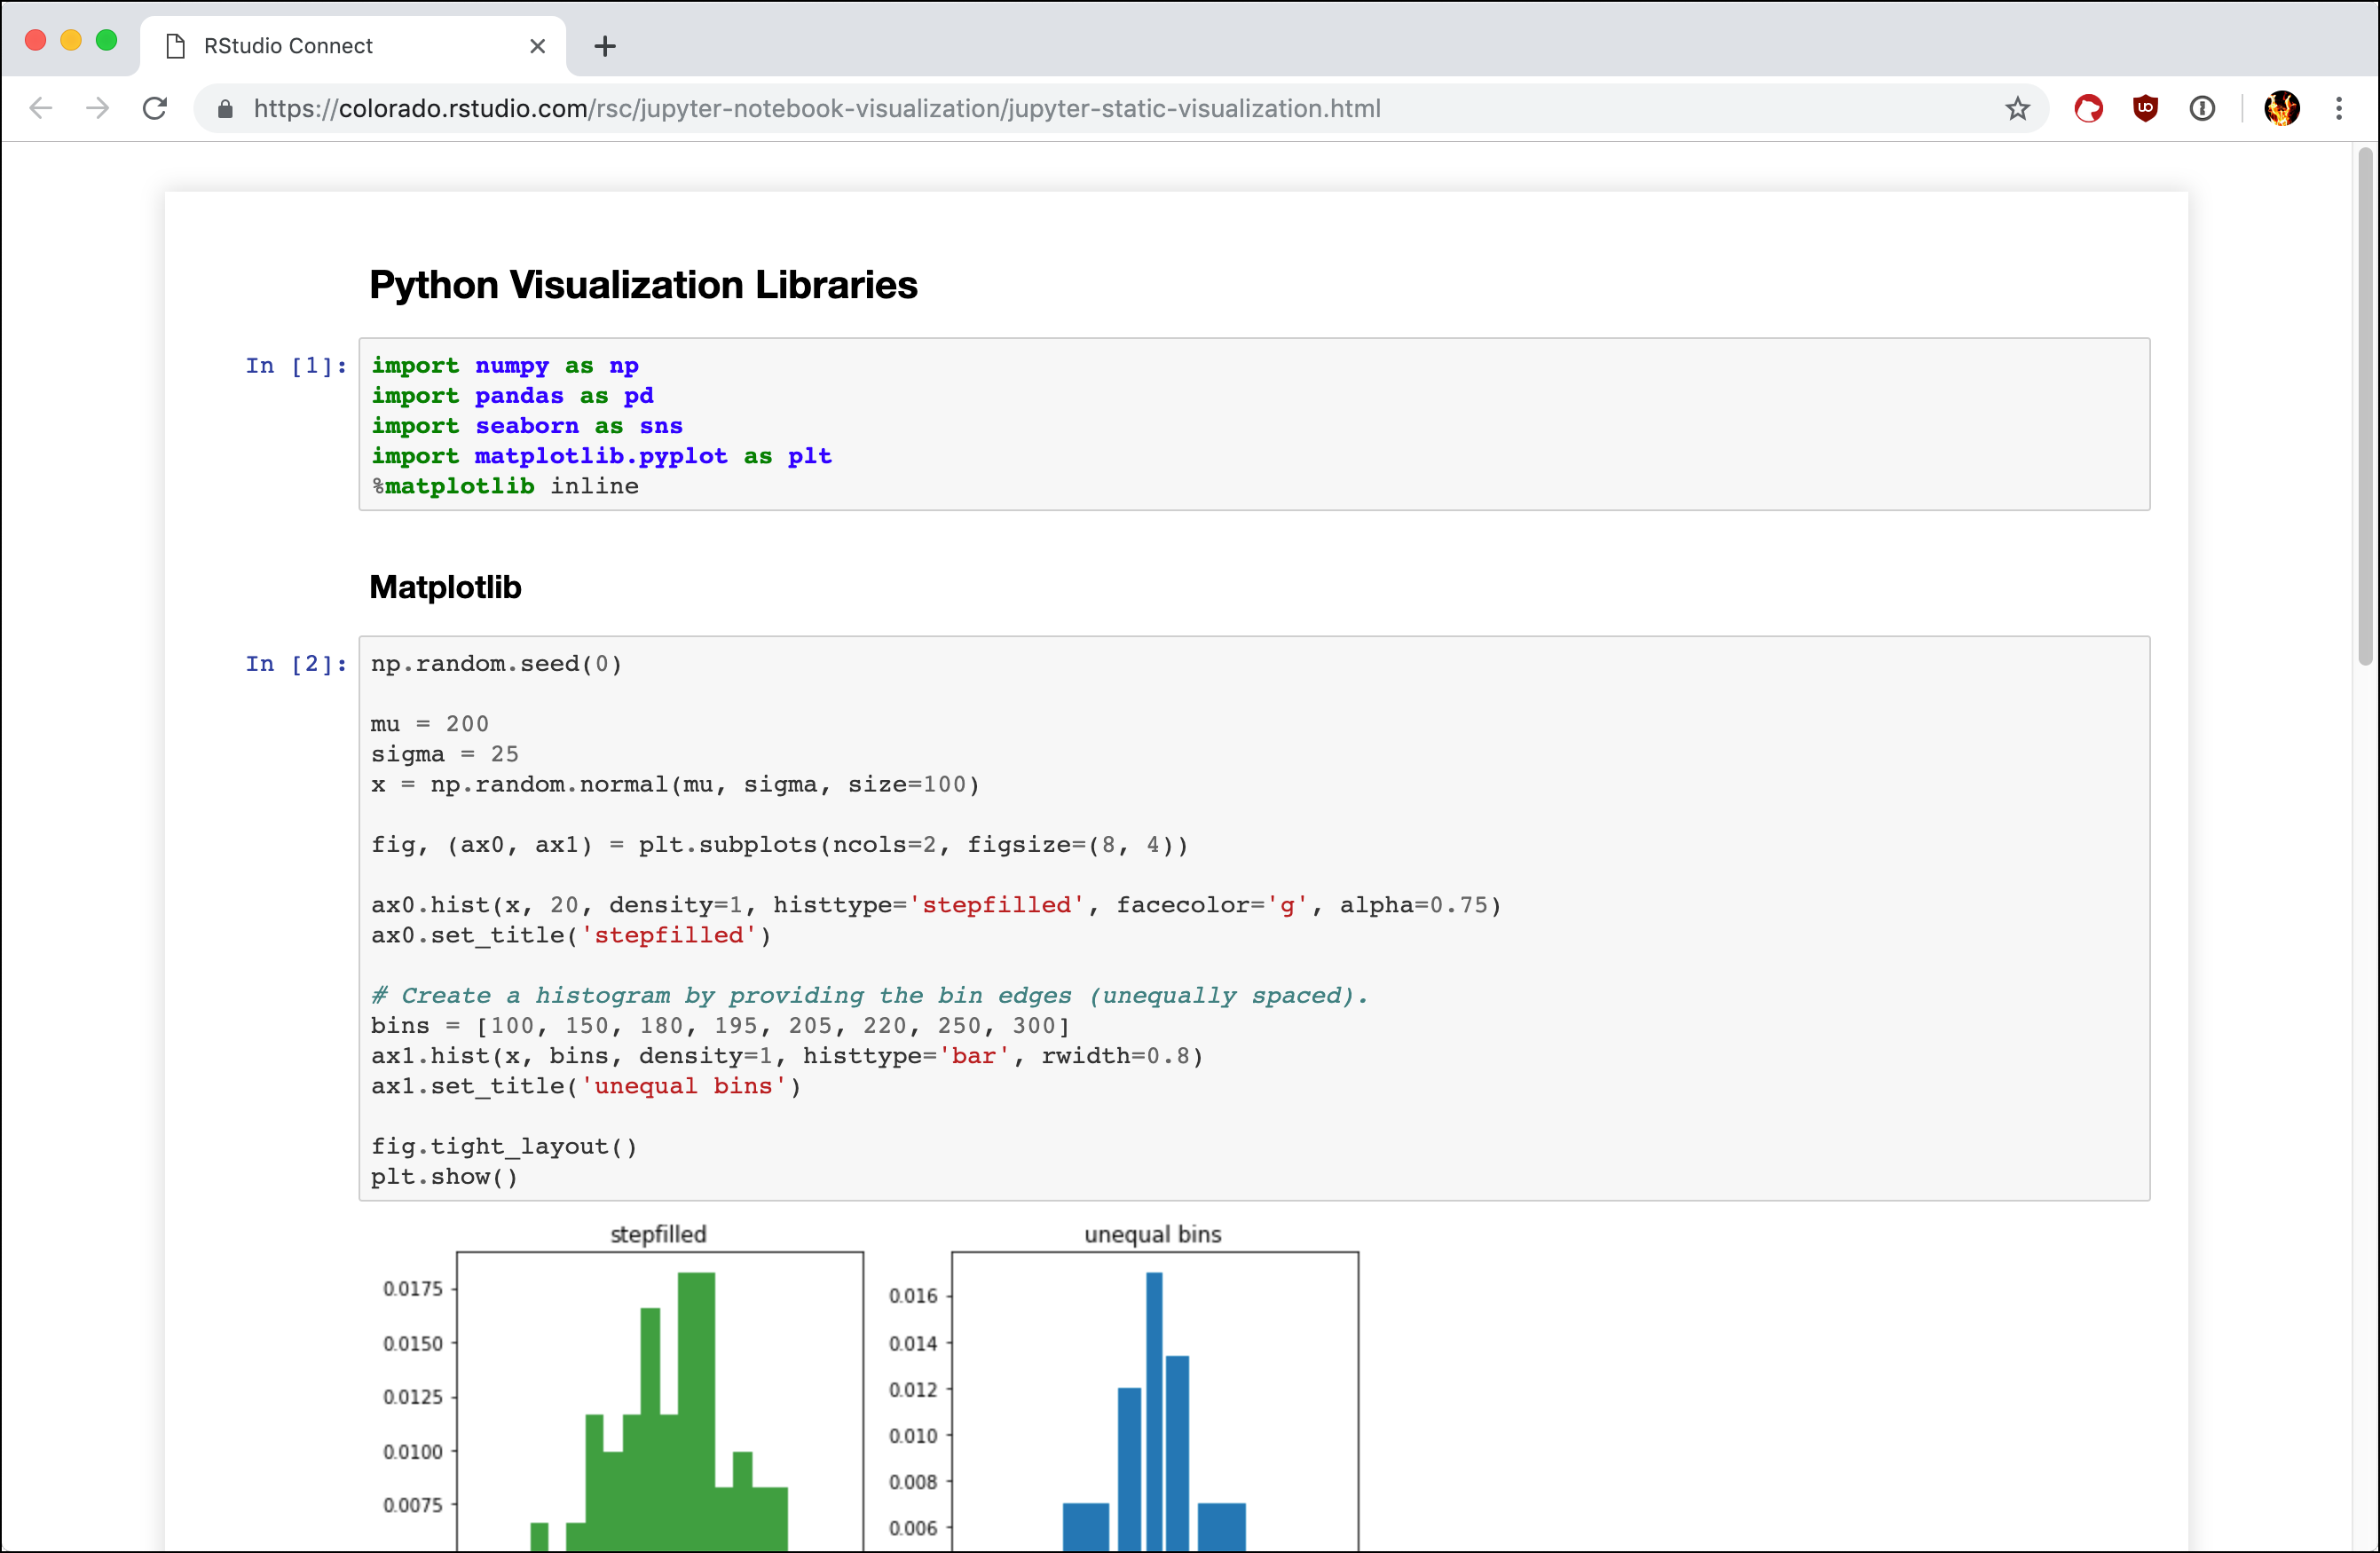 RStudio Connect
https://colorado.rstudio.com/rsc/jupyter-notebook-visualization/jupyter-static-visualization.html
Python Visualization Libraries
In [1]:
import numpy as np
import pandas as pd
import seaborn as sns
import matplotlib.pyplot as plt
%matplotlib inline
Matplotlib
In [2]:
np.random.seed(0)
mu = 200
sigma = 25
x = np.random.normal(mu, sigma, size=100)
fig, (ax0, ax1) = plt.subplots(ncols=2, figsize=(8, 4))
ax0.hist(x, 20, density=1, histtype='stepfilled', facecolor='g', alpha=0.75)
ax0.set_title('stepfilled')
# Create a histogram by providing the bin edges (unequally spaced).
bins = [100, 150, 180, 195, 205, 220, 250, 300]
ax1.hist(x, bins, density=1, histtype='bar', rwidth=0.8)
ax1.set_title('unequal bins')
fig.tight_layout()
plt.show()
stepfilled
0.0175
0.0150
0.0125
0.0100
0.0075
unequal bins
0.016
0.014
0.012
0.010
0.008
0.006